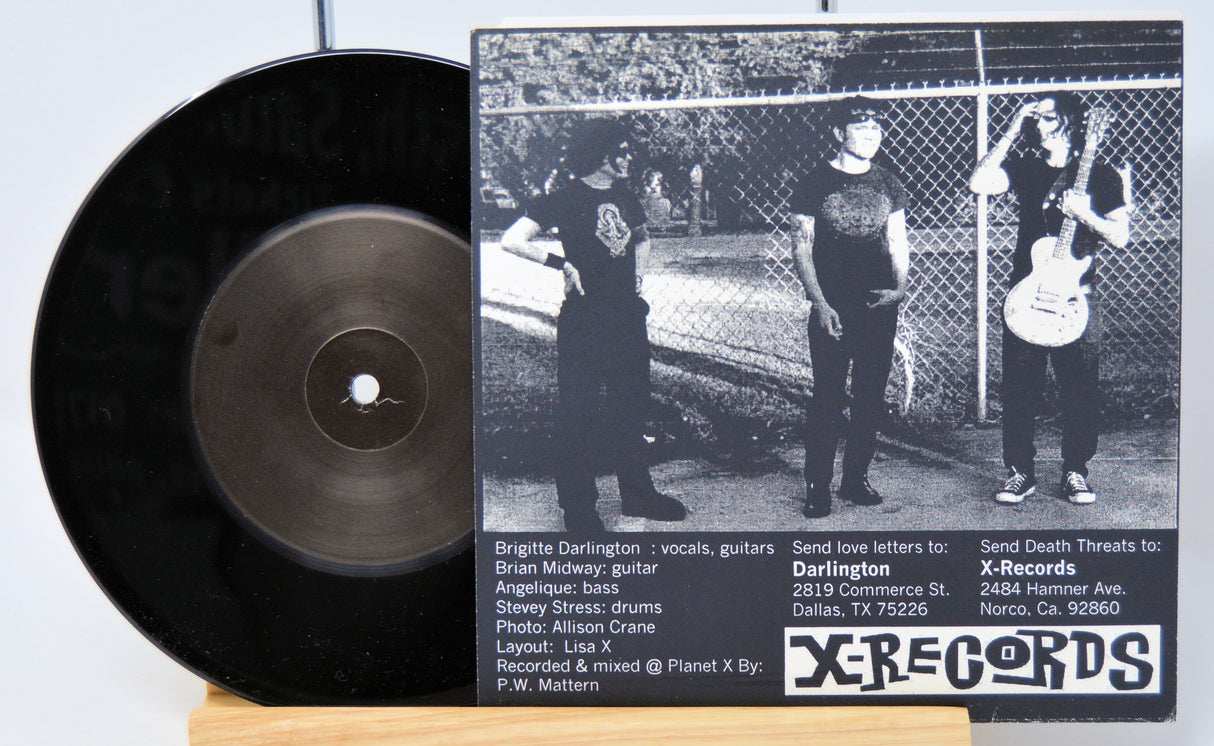 Brigitte Darlington : vocals, guitars
Brian Midway: guitar
Angelique: bass
Stevey Stress: drums
Photo: Allison Crane
Layout: Lisa X
Recorded & mixed @ Planet X By:
P.W. Mattern
Send love letters to:
Darlington
2819 Commerce St.
Dallas, TX 75226
Send Death Threats to:
X-Records
2484 Hamner Ave.
Norco, Ca. 92860
X-RECORDS